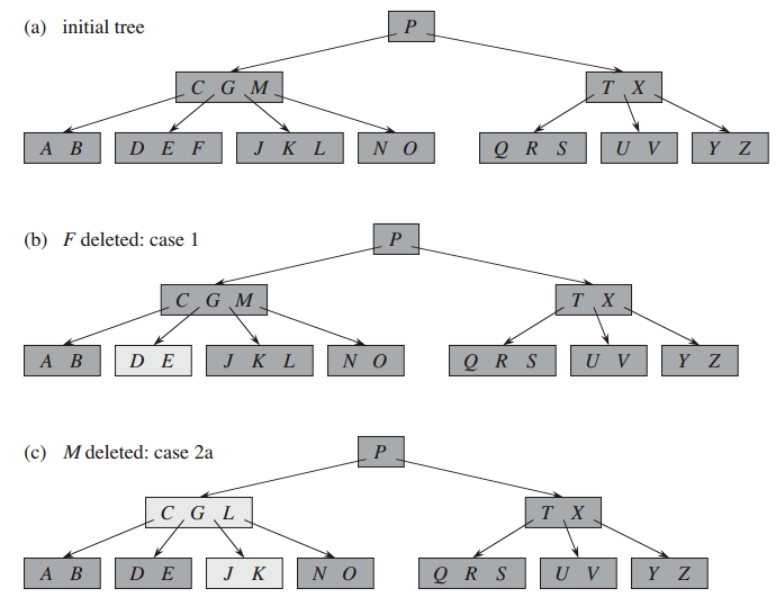 (a) initial tree
P
C G M
T X
A B
D E F
J K L
N O
Q R S
U V
Y Z
(b) F deleted: case 1
P
C G M
T X
A B
D E
J K L
N O
Q R S
U V
Y Z
(c) M deleted: case 2a
P
C G L
T X
A B
D E
J K
N O
Q R S
U V
Y Z